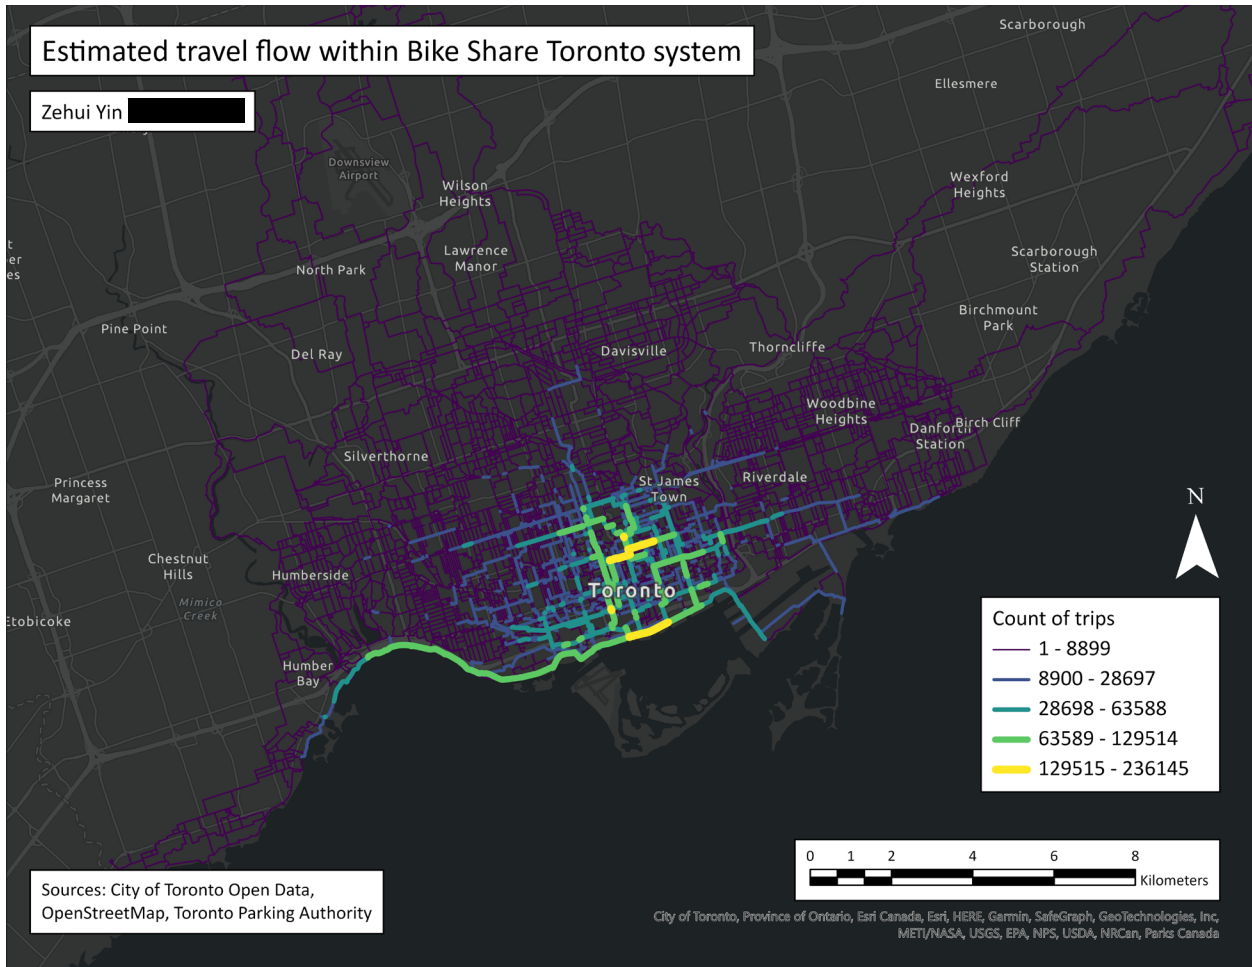 Scarborough
Estimated travel flow within Bike Share Toronto system
Ellesmere
Zehui Yin
Downsview
Airport
Wilson
Heights
Wexford
Heights
Lawrence
Manor
Scarborough
Station
North Park
Pine Point
Birchmount
Park
Del Ray
Davisville
Thorncliffe
Woodbine
Heights
Birch Cliff
Danforth
Station
Silverthorne
St James
Town
Riverdale
Princess
Margaret
N
Chestnut
Hills
Humberside
Toronto
Mimico
Creek
Etobicoke
Humber
Bay
Count of trips
1 - 8899
8900 - 28697
28698 - 63588
63589 - 129514
129515 - 236145
0 1 2 4 6 8
Kilometers
Sources: City of Toronto Open Data,
OpenStreetMap, Toronto Parking Authority
City of Toronto, Province of Ontario, Esri Canada, Esri, HERE, Garmin, SafeGraph, GeoTechnologies, Inc,
METI/NASA, USGS, EPA, NPS, USDA, NRCan, Parks Canada